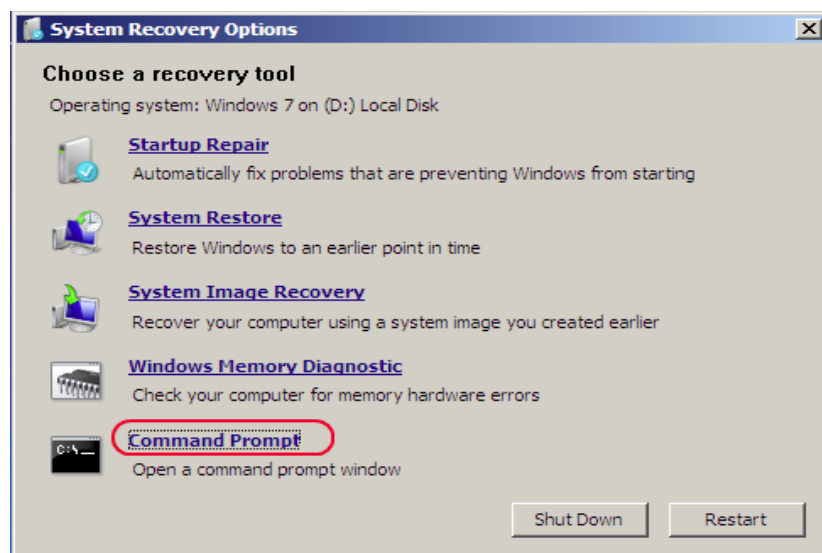 System Recovery Options
Choose a recovery tool
Operating system: Windows 7 on (D:) Local Disk
Startup Repair
Automatically fix problems that are preventing Windows from starting
System Restore
Restore Windows to an earlier point in time
System Image Recovery
Recover your computer using a system image you created earlier
Windows Memory Diagnostic
Check your computer for memory hardware errors
C:\
Command Prompt
Open a command prompt window
Shut Down
Restart